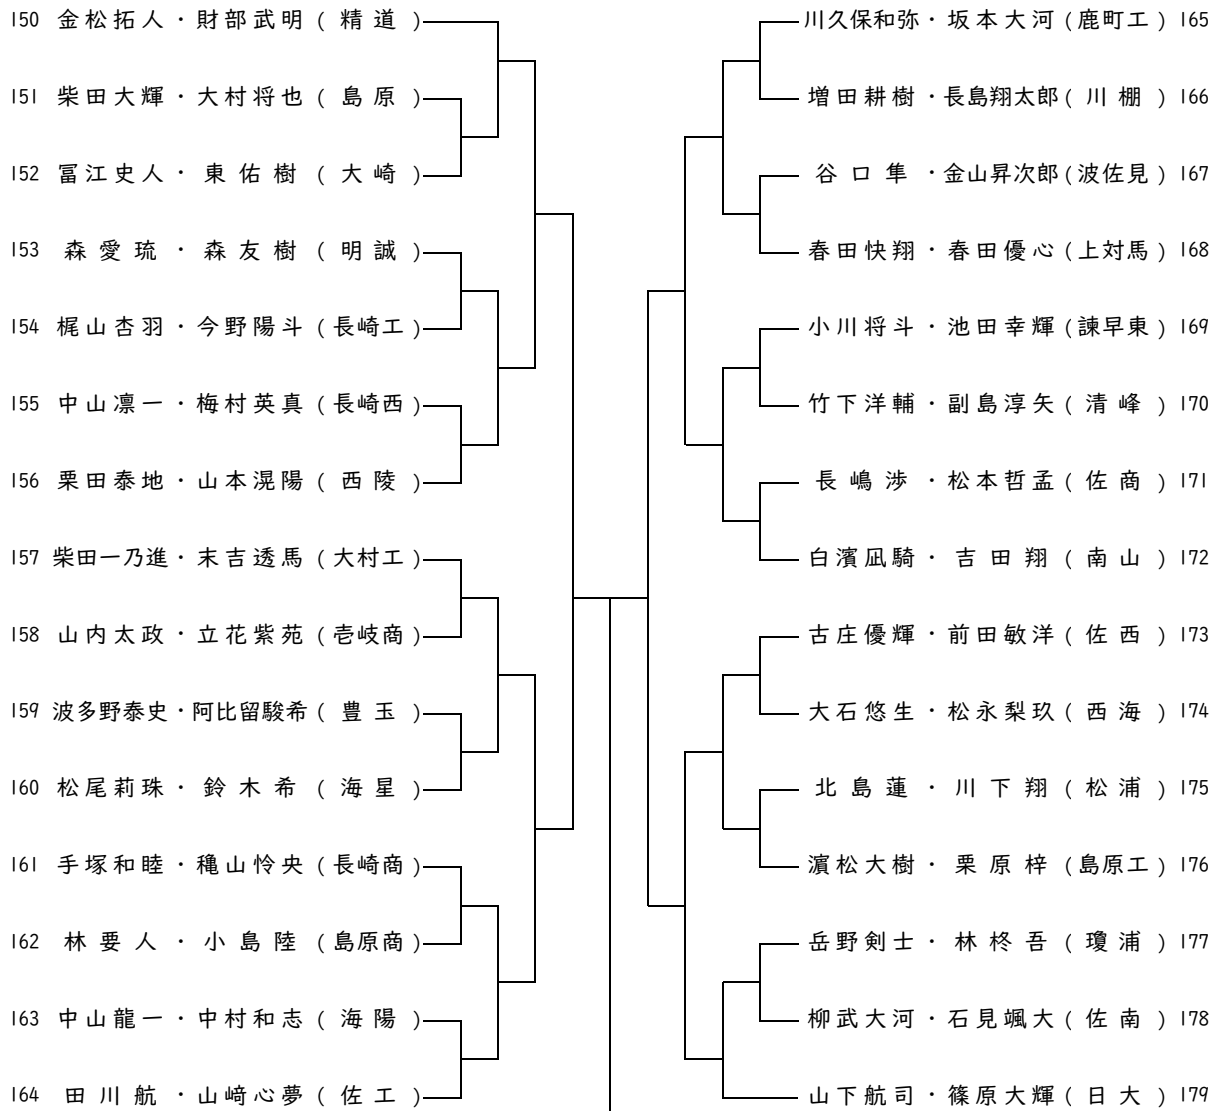 150 金松拓人・財部武明 ( 精道 )
151 柴田大輝・大村将也 ( 島原 )
152 冨江史人・東佑樹 ( 大崎 )
153 森愛琉・森友樹 ( 明誠 )
154 梶山杏羽・今野陽斗 ( 長崎工 )
155 中山凛一・梅村英真 ( 長崎西 )
156 栗田泰地・山本滉陽 ( 西陵 )
157 柴田一乃進・末吉透馬 ( 大村工 )
158 山内太政・立花紫苑 ( 壱岐商 )
159 波多野泰史・阿比留駿希 ( 豊玉 )
160 松尾莉珠・鈴木希 ( 海星 )
161 手塚和睦・穐山怜央 ( 長崎商 )
162 林要人・小島陸 ( 島原商 )
163 中山龍一・中村和志 ( 海陽 )
164 田川航・山﨑心夢 ( 佐工 )
川久保和弥・坂本大河 ( 鹿町工 ) 165
増田耕樹・長島翔太郎 ( 川棚 ) 166
谷口隼・金山昇次郎 ( 波佐見 ) 167
春田快翔・春田優心 ( 上対馬 ) 168
小川将斗・池田幸輝 ( 諫早東 ) 169
竹下洋輔・副島淳矢 ( 清峰 ) 170
長嶋渉・松本哲孟 ( 佐商 ) 171
白濱凪騎・吉田翔 ( 南山 ) 172
古庄優輝・前田敏洋 ( 佐西 ) 173
大石悠生・松永梨玖 ( 西海 ) 174
北島蓮・川下翔 ( 松浦 ) 175
濵松大樹・栗原梓 ( 島原工 ) 176
岳野剣士・林柊吾 ( 瓊浦 ) 177
柳武大河・石見颯大 ( 佐南 ) 178
山下航司・篠原大輝 ( 日大 ) 179